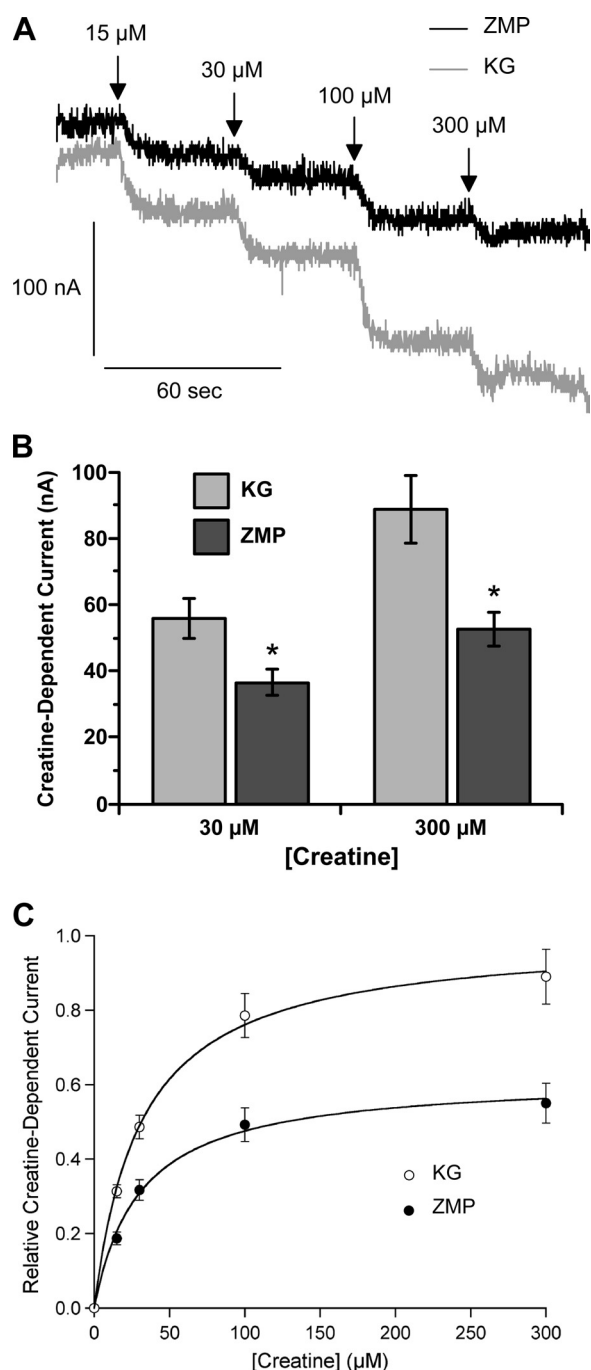 A
15 µM
30 µM
100 µM
300 µM
ZMP
KG
100 nA
60 sec
B
Creatine-Dependent Current (nA)
100
80
60
40
20
0
KG
ZMP
*
*
30 µM
300 µM
[Creatine]
C
Relative Creatine-Dependent Current
1.0
0.8
0.6
0.4
0.2
0.0
KG
ZMP
0 50 100 150 200 250 300
[Creatine] (µM)